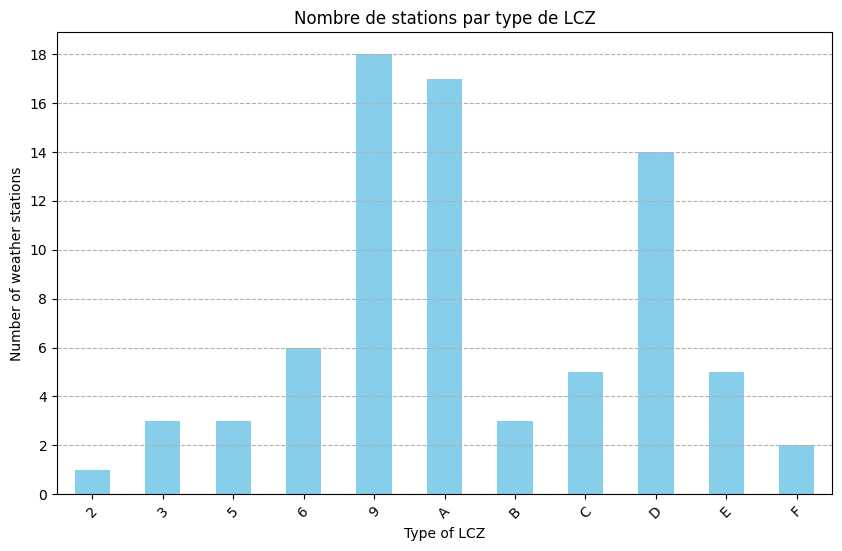 Nombre de stations par type de LCZ
Number of weather stations
18
16
14
12
10
8
6
4
2
0
2 3 5 6 9 A B C D E F
Type of LCZ